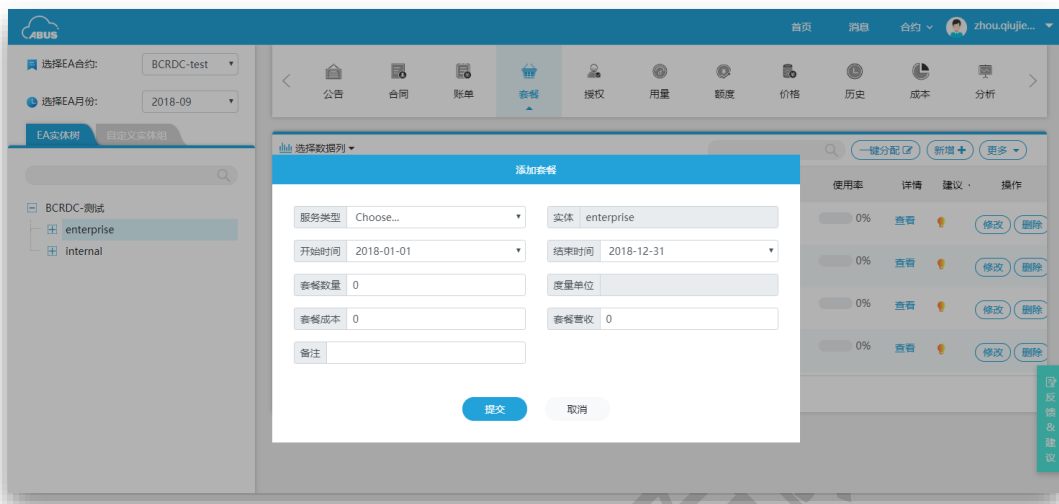 ABUS 首页 消息 合约 zhou.qiujie...
选择EA合约: BCRDC-test
选择EA月份: 2018-09
公告 合同 账单 套餐 授权 用量 额度 价格 历史 成本 分析
EA实体树 自定义实体组
选择数据列 一键分配 新增 更多
添加套餐
使用率 详情 建议 操作
BCRDC-测试
enterprise
internal
服务类型 Choose... 实体 enterprise
开始时间 2018-01-01 结束时间 2018-12-31
套餐数量 0 度量单位
套餐成本 0 套餐营收 0
备注
提交 取消
0% 查看 修改 删除
0% 查看 修改 删除
0% 查看 修改 删除
0% 查看 修改 删除
反馈&建议